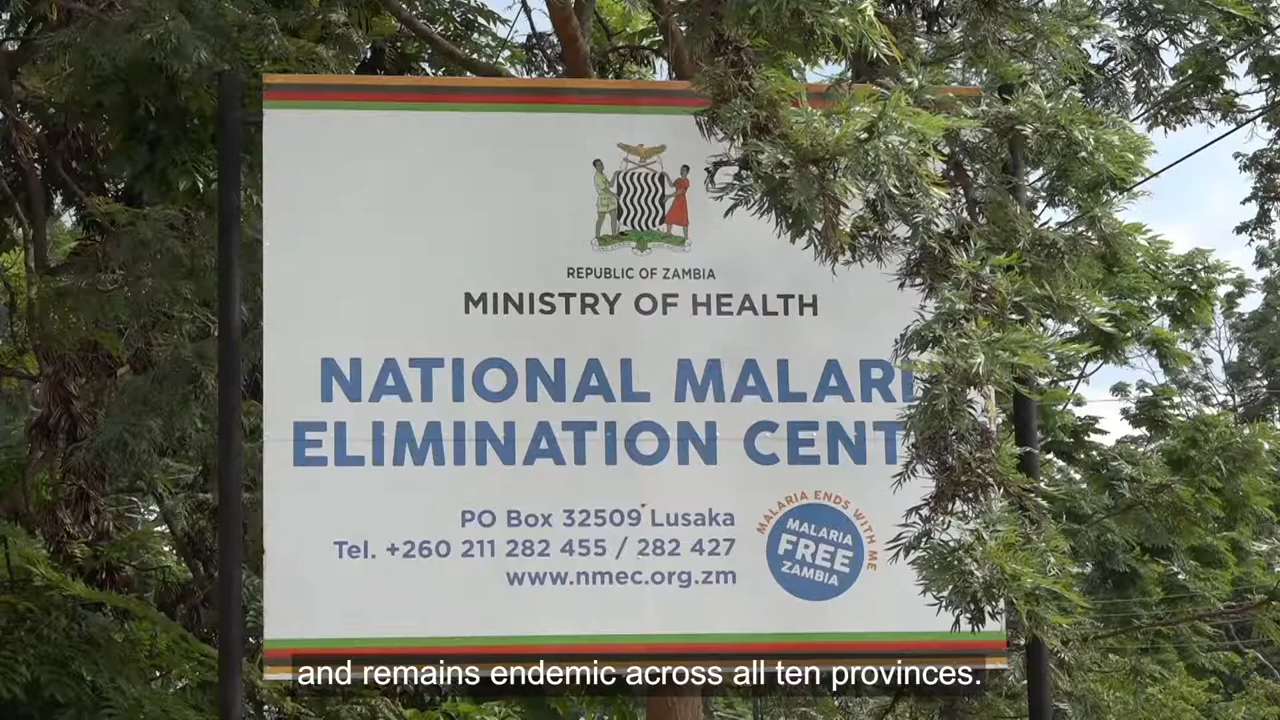 REPUBLIC OF ZAMBIA
MINISTRY OF HEALTH
NATIONAL MALARI
ELIMINATION CENT
PO Box 32509 Lusaka
Tel. +260 211 282 455 / 282 427
www.nmec.org.zm
MALARIA ENDS WITH ME
MALARIA
FREE
ZAMBIA
and remains endemic across all ten provinces.